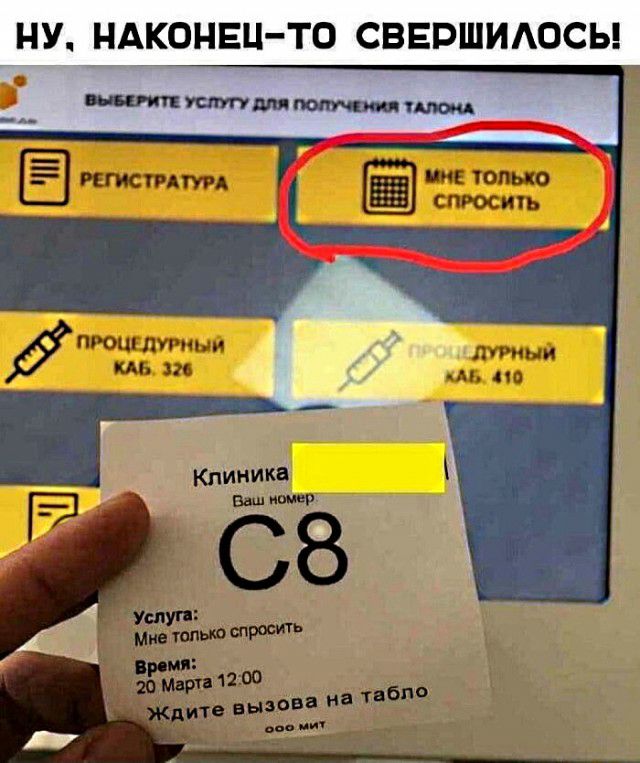 НУ, НАКОНЕЦ-ТО СВЕРШИЛОСЬ!
ВЫБЕРИТЕ УСЛУГУ ДЛЯ ПОЛУЧЕНИЯ ТАЛОНА
РЕГИСТРАТУРА
МНЕ ТОЛЬКО
СПРОСИТЬ
ПРОЦЕДУРНЫЙ
КАБ. 326
ПРОЦЕДУРНЫЙ
КАБ. 410
Клиника
Ваш номер
С8
Услуга:
Мне только спросить
Время:
20 Марта 12:00
Ждите вызова на табло
ООО МИТ